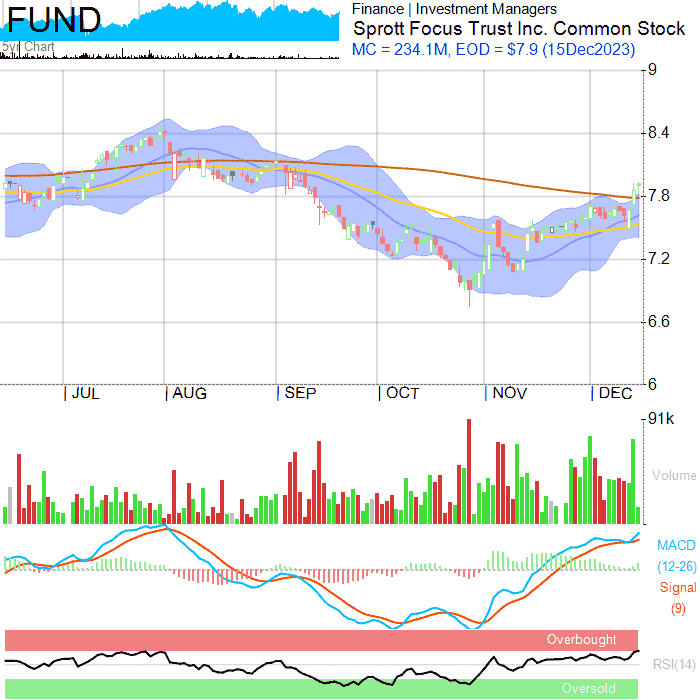 FUND
5yr Chart
Finance | Investment Managers
Sprott Focus Trust Inc. Common Stock
MC = 234.1M, EOD = $7.9 (15Dec2023)
9
8.4
7.8
7.2
6.6
6
| JUL | AUG | SEP | OCT | NOV | DEC
91k
Volume
MACD
(12-26)
Signal
(9)
Overbought
RSI(14)
Oversold